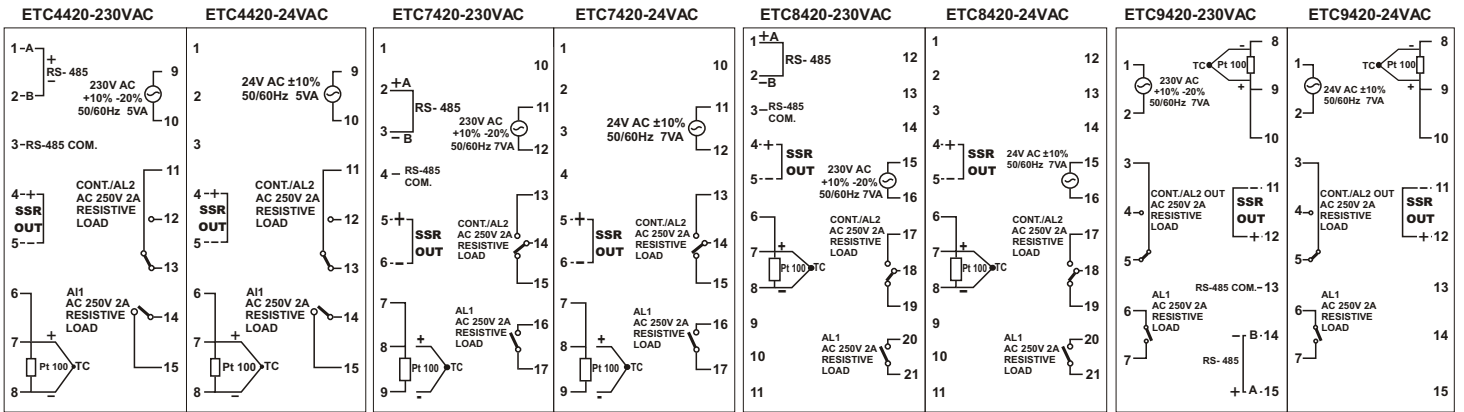 ETC4420-230VAC
1 -A
+
RS- 485
−
2 -B
230V AC
+10% -20%
50/60Hz 5VA
9
10
3 -RS-485 COM.
4 -+
SSR
OUT
5 -
CONT./AL2
AC 250V 2A
RESISTIVE
LOAD
11
12
13
6
7
8
+
Pt 100
TC
−
Al1
AC 250V 2A
RESISTIVE
LOAD
14
15
ETC4420-24VAC
1
2
3
24V AC ±10%
50/60Hz 5VA
9
10
4 -+
SSR
OUT
5 -
CONT./AL2
AC 250V 2A
RESISTIVE
LOAD
11
12
13
6
7
8
+
Pt 100
TC
−
Al1
AC 250V 2A
RESISTIVE
LOAD
14
15
ETC7420-230VAC
1
2
+A
RS- 485
3
− B
4 – RS-485
COM.
10
230V AC
+10% -20%
50/60Hz 7VA
11
12
5 -+
SSR
OUT
6 -
CONT./AL2
AC 250V 2A
RESISTIVE
LOAD
13
14
15
7
8
9
+
Pt 100
TC
-
AL1
AC 250V 2A
RESISTIVE
LOAD
16
17
ETC7420-24VAC
1
2
3
4
10
24V AC ±10%
50/60Hz 7VA
11
12
5 -+
SSR
OUT
6 -
CONT./AL2
AC 250V 2A
RESISTIVE
LOAD
13
14
15
7
8
9
+
Pt 100
TC
-
AL1
AC 250V 2A
RESISTIVE
LOAD
16
17
ETC8420-230VAC
1
+A
RS- 485
2
−B
3 –RS-485
COM.
12
13
14
4 -+
SSR
OUT
5 -
230V AC
+10% -20%
50/60Hz 7VA
15
16
6
7
8
+
Pt 100
TC
−
CONT./AL2
AC 250V 2A
RESISTIVE
LOAD
17
18
19
9
10
11
AL1
AC 250V 2A
RESISTIVE
LOAD
20
21
ETC8420-24VAC
1
2
3
12
13
14
4 -+
SSR
OUT
5 -
24V AC ±10%
50/60Hz 7VA
15
16
6
7
8
+
Pt 100
TC
−
CONT./AL2
AC 250V 2A
RESISTIVE
LOAD
17
18
19
9
10
11
AL1
AC 250V 2A
RESISTIVE
LOAD
20
21
ETC9420-230VAC
1
2
230V AC
+10% -20%
50/60Hz 7VA
-
TC
Pt 100
+
8
9
10
3
4
5
CONT./AL2 OUT
AC 250V 2A
RESISTIVE
LOAD
- 11
SSR
OUT
+ 12
RS-485 COM.– 13
6
7
AL1
AC 250V 2A
RESISTIVE
LOAD
− B- 14
RS- 485
+ A- 15
ETC9420-24VAC
1
2
24V AC ±10%
50/60Hz 7VA
-
TC
Pt 100
+
8
9
10
3
4
5
CONT./AL2 OUT
AC 250V 2A
RESISTIVE
LOAD
- 11
SSR
OUT
+ 12
13
6
7
AL1
AC 250V 2A
RESISTIVE
LOAD
14
15